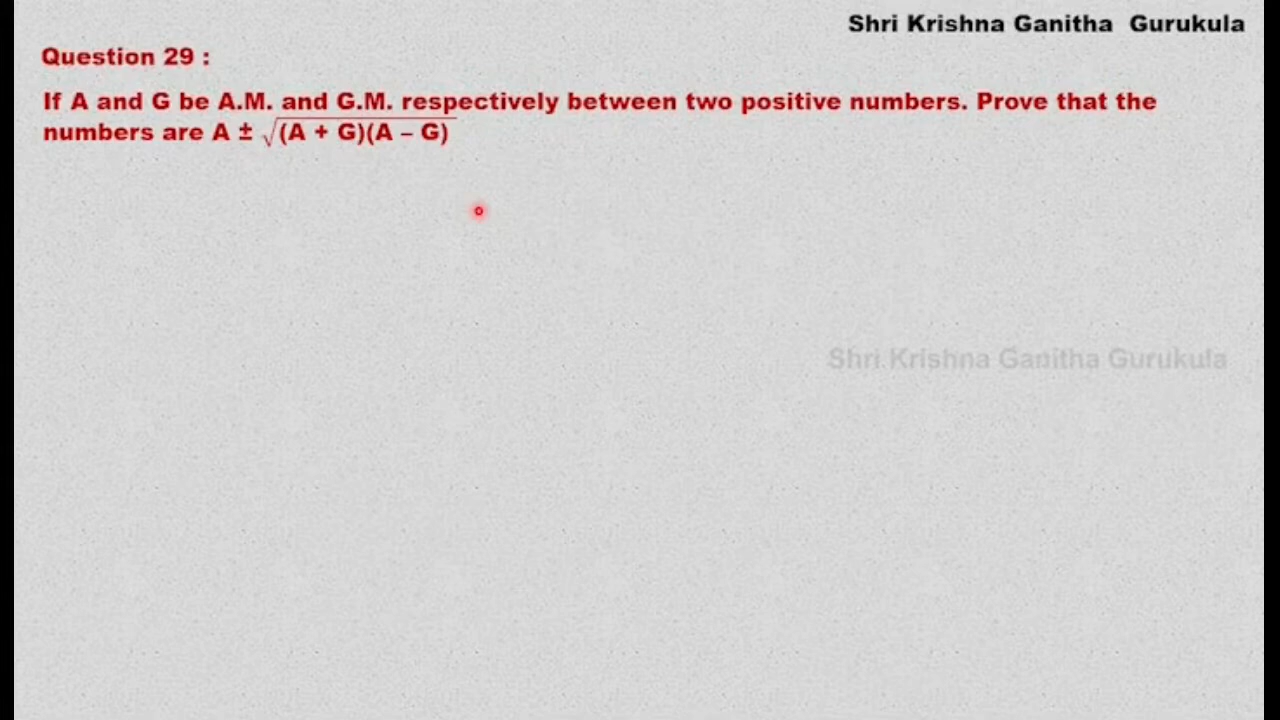 Shri Krishna Ganitha Gurukula
Question 29 :
If A and G be A.M. and G.M. respectively between two positive numbers. Prove that the
numbers are A ± √(A + G)(A – G)
Shri Krishna Ganitha Gurukula